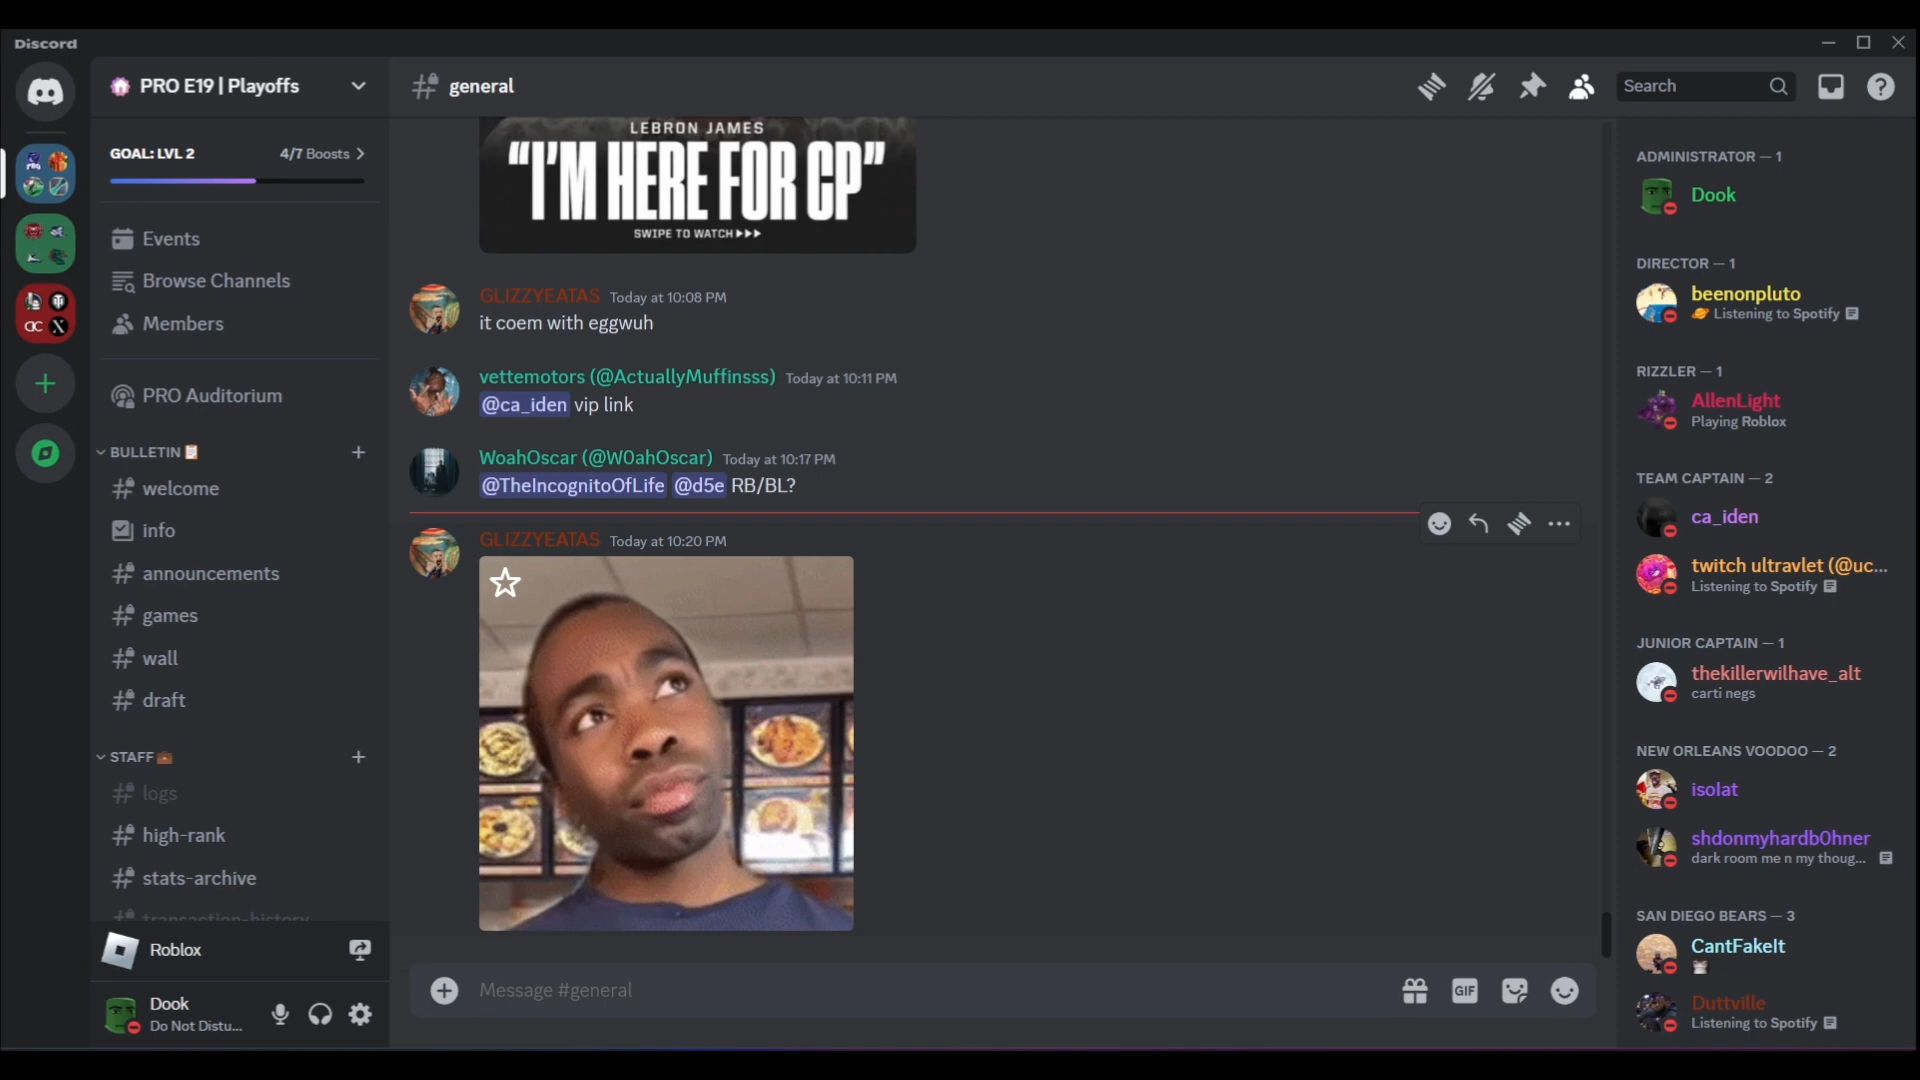 Discord
PRO E19 | Playoffs
general
Search
GOAL: LVL 2
4/7 Boosts
Events
Browse Channels
Members
PRO Auditorium
BULLETIN
welcome
info
announcements
games
wall
draft
STAFF
logs
high-rank
stats-archive
transaction-history
Roblox
Dook
Do Not Distu...
LEBRON JAMES
“I'M HERE FOR CP”
SWIPE TO WATCH
GLIZZYEATAS Today at 10:08 PM
it coem with eggwuh
vettemotors (@ActuallyMuffinsss) Today at 10:11 PM
@ca_iden vip link
WoahOscar (@W0ahOscar) Today at 10:17 PM
@TheIncognitoOfLife @d5e RB/BL?
GLIZZYEATAS Today at 10:20 PM
Message #general
GIF
ADMINISTRATOR — 1
Dook
DIRECTOR — 1
beenonpluto
Listening to Spotify
RIZZLER — 1
AllenLight
Playing Roblox
TEAM CAPTAIN — 2
ca_iden
twitch ultravlet (@uc...
Listening to Spotify
JUNIOR CAPTAIN — 1
thekillerwilhave_alt
carti negs
NEW ORLEANS VOODOO — 2
isolat
shdonmyhardb0hner
dark room me n my thoug...
SAN DIEGO BEARS — 3
CantFakeIt
Duttville
Listening to Spotify